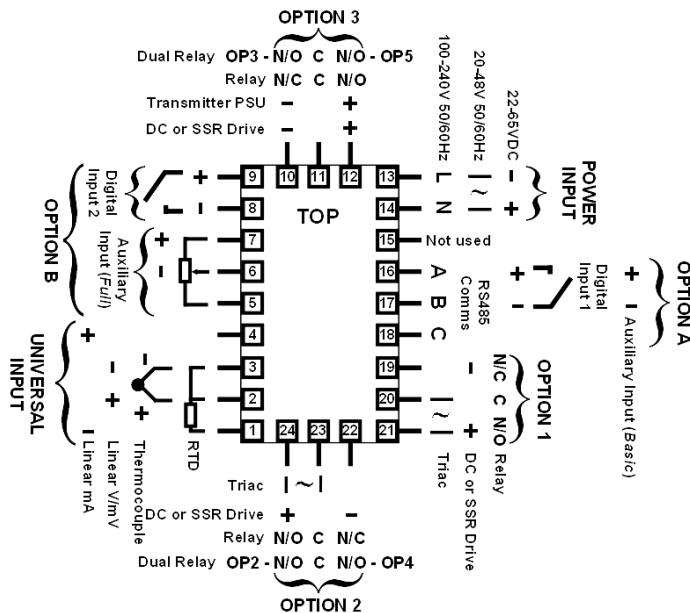 OPTION 3
Dual Relay OP3 - N/O C N/O - OP5
Relay N/C C N/O
Transmitter PSU - +
DC or SSR Drive - +
100-240V 50/60Hz
20-48V 50/60Hz
22-65VDC
POWER
INPUT
L | -
~
N | +
9 10 11 12 13
8 14
7 15
6 16
5 17
4 18
3 19
2 20
1 24 23 22 21
TOP
Not used
OPTION B
Digital
Input 2
+
-
Auxiliary
Input (Full)
+
-
UNIVERSAL
INPUT
+
- Linear mA
- + Linear V/mV
- + Thermocouple
RTD
A
B
C
RS485
Comms
+
-
Digital
Input 1
+
-
Auxiliary Input (Basic)
OPTION A
OPTION 1
N/C C N/O Relay
- + DC or SSR Drive
| ~ | Triac
Triac | ~ |
DC or SSR Drive + -
Relay N/O C N/C
Dual Relay OP2 - N/O C N/O - OP4
OPTION 2